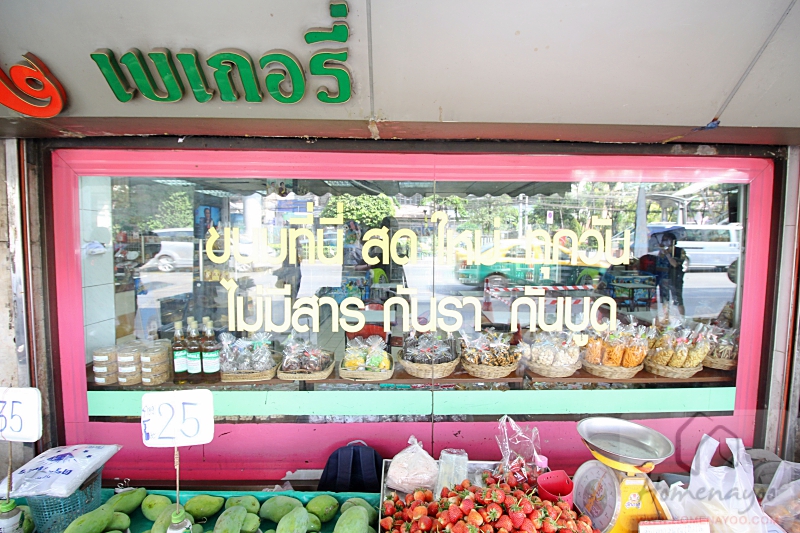 เบเกอรี่
ขนมที่นี่ สด ใหม่ ทุกวัน
ไม่มีสาร กันรา กันบูด
35
25
Homenayoo